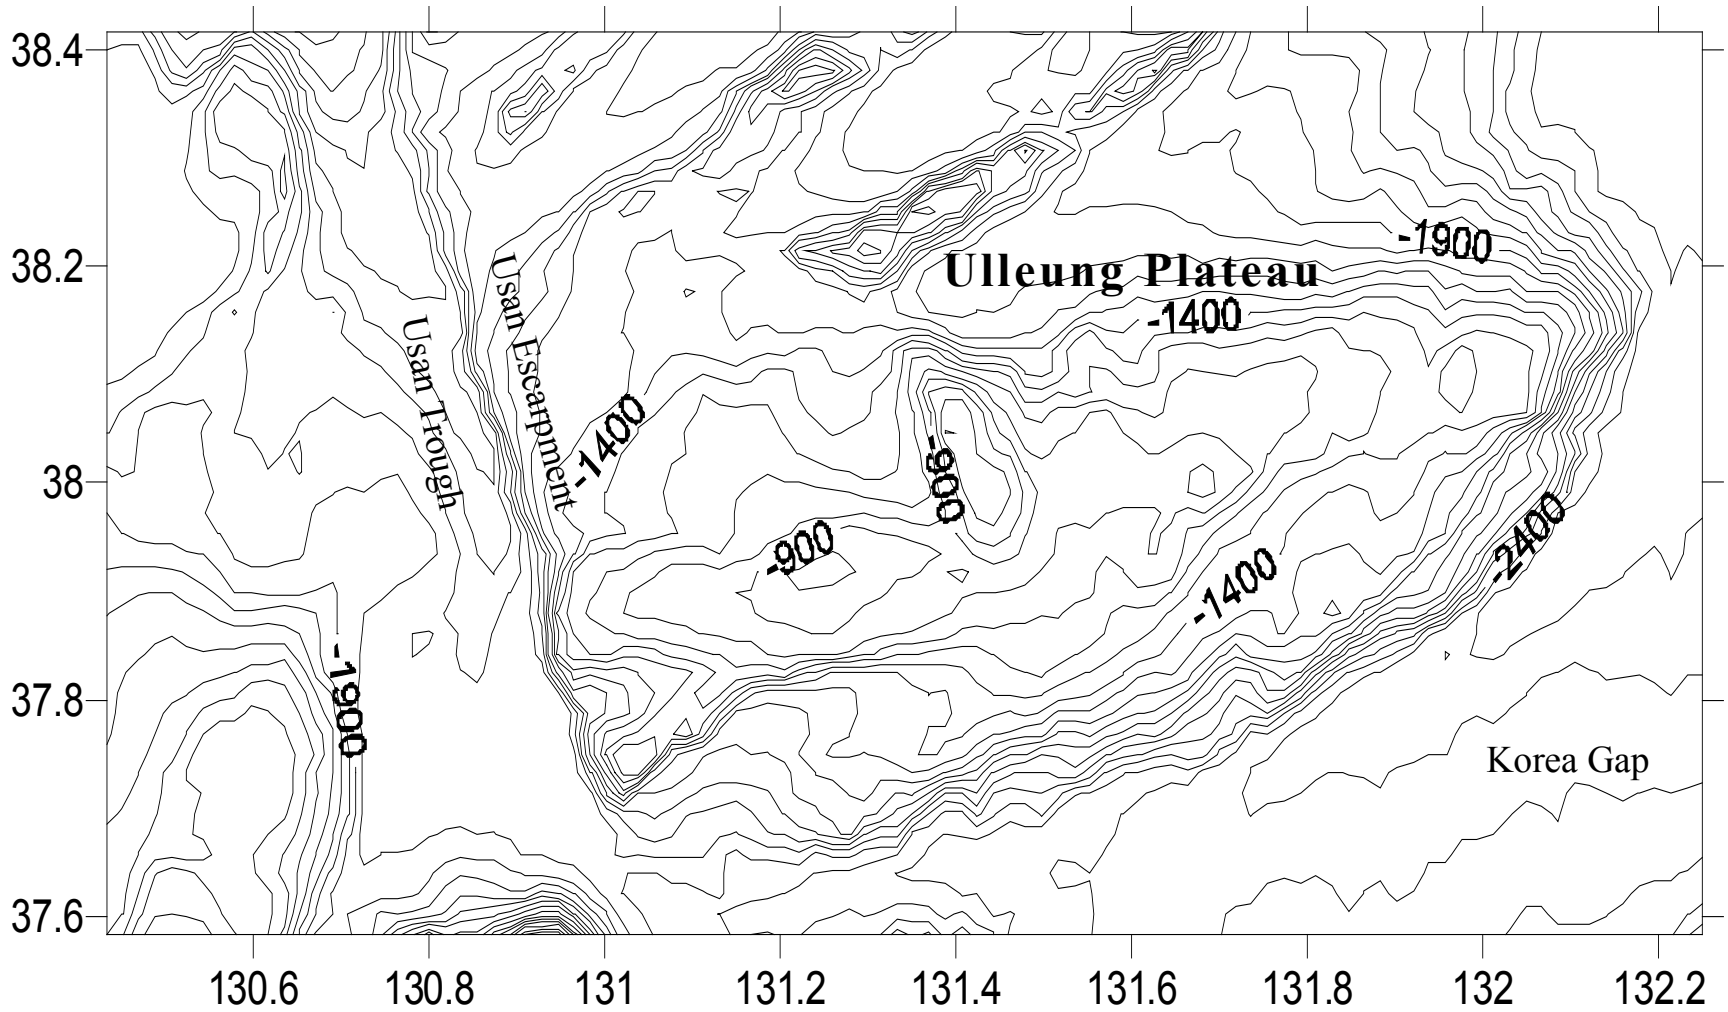 38.4
38.2
38
37.8
37.6
-1900
Ulleung Plateau
-1400
Usan Escarpment
Usan Trough
-1400
-600
-900
-2400
-1400
-1900
Korea Gap
130.6 130.8 131 131.2 131.4 131.6 131.8 132 132.2